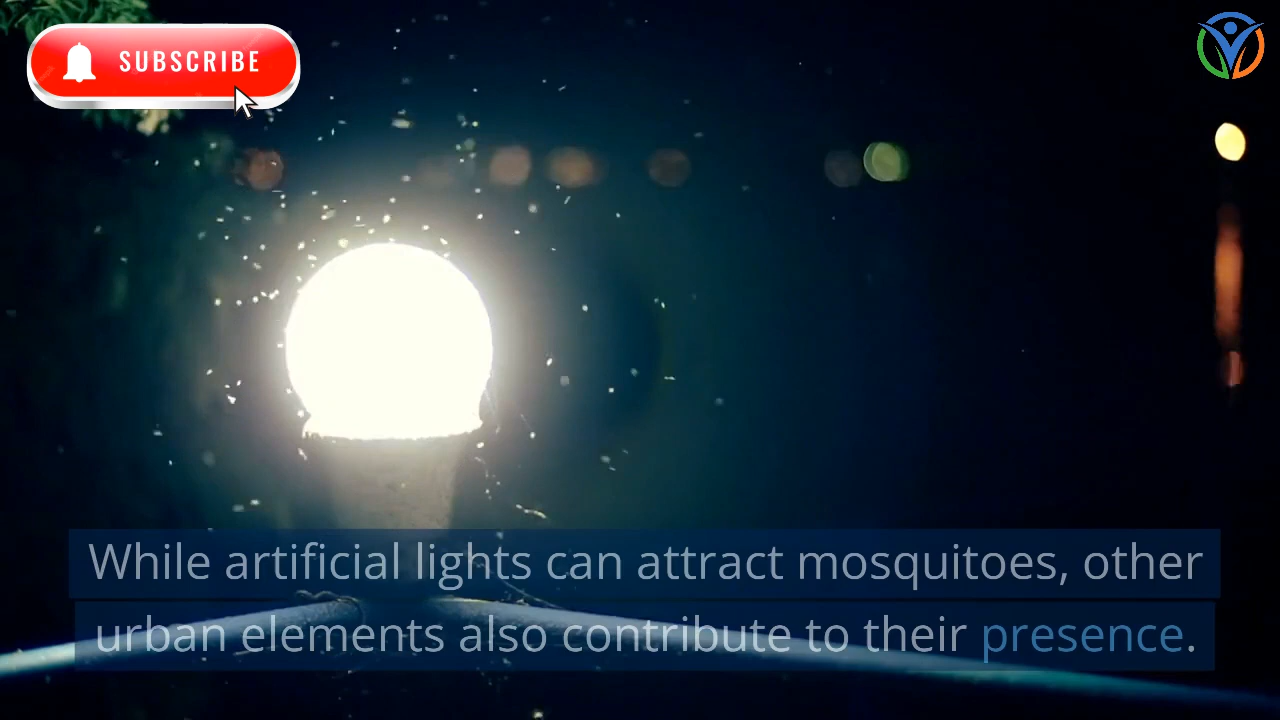 SUBSCRIBE
While artificial lights can attract mosquitoes, other
urban elements also contribute to their presence.